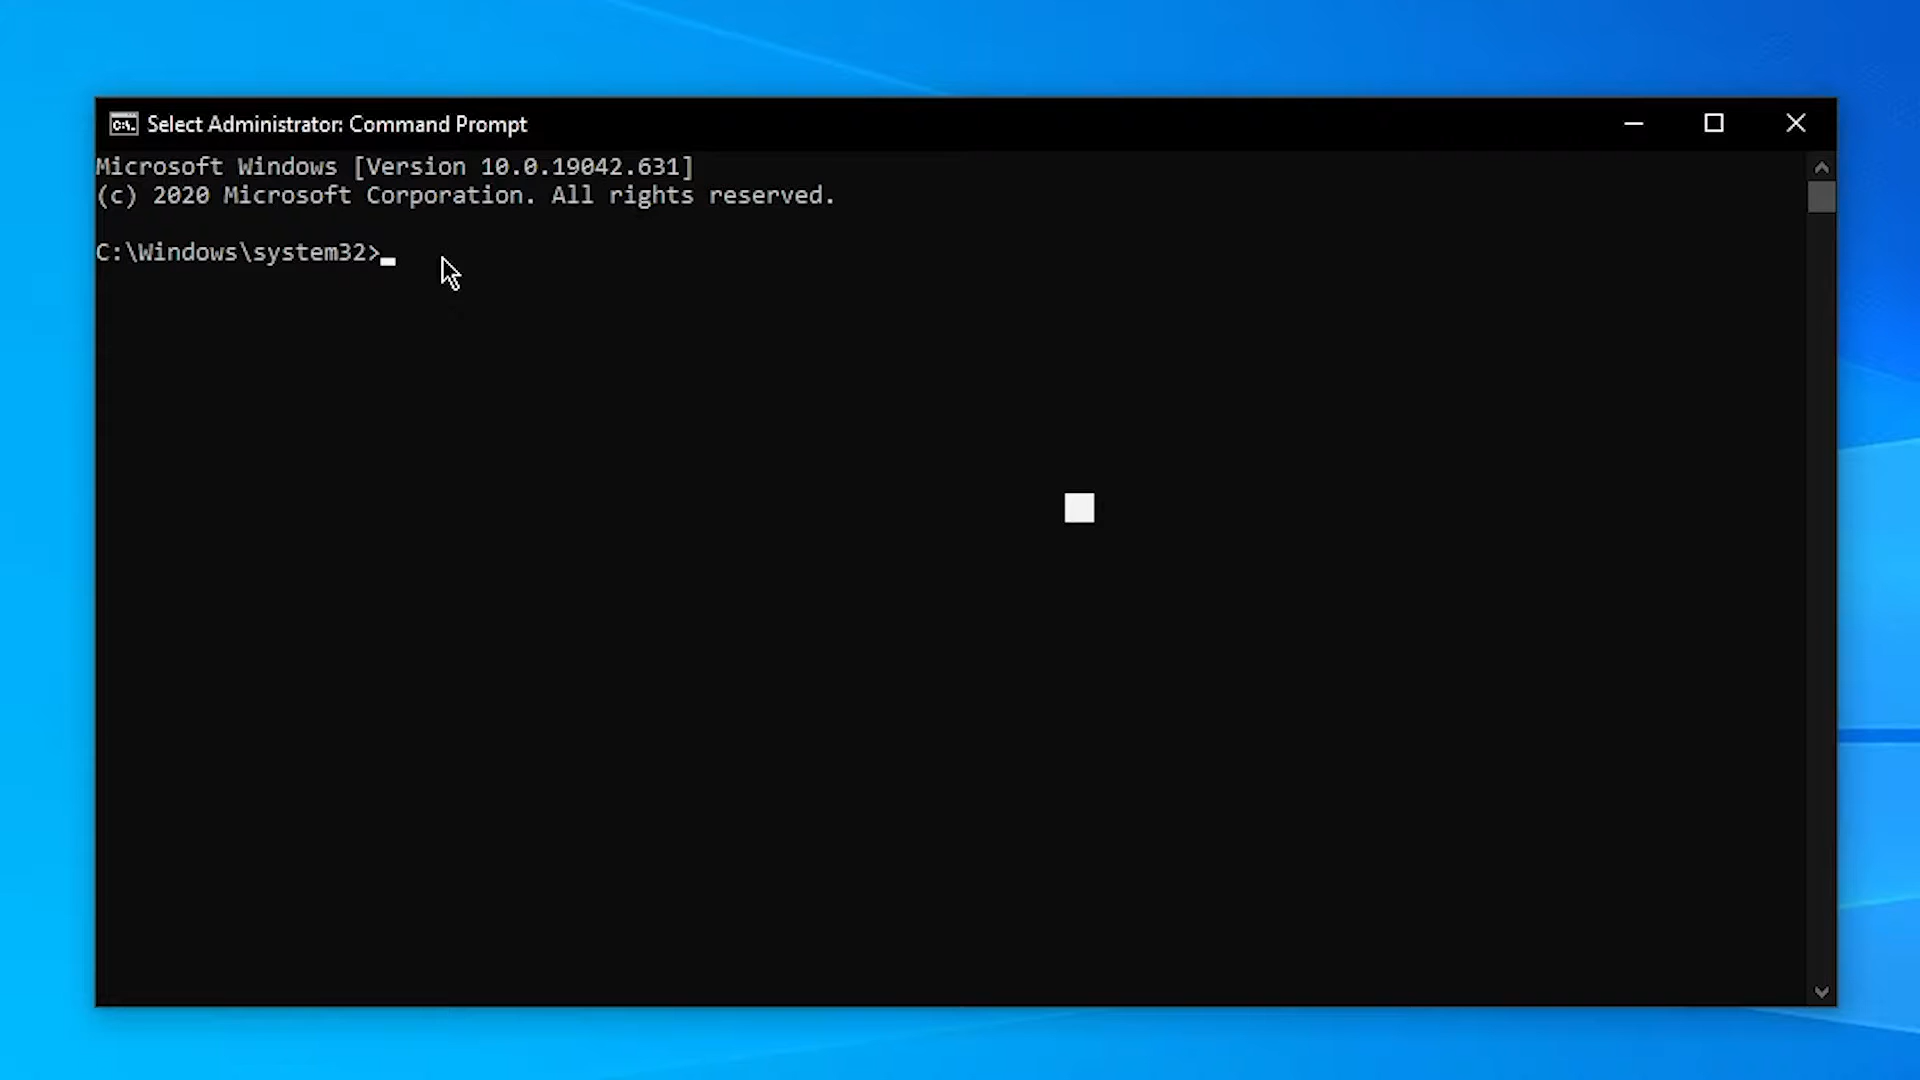 Select Administrator: Command Prompt
Microsoft Windows [Version 10.0.19042.631]
(c) 2020 Microsoft Corporation. All rights reserved.
C:\Windows\system32>